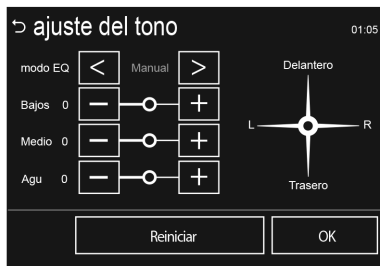 ajuste del tono
01:05
modo EQ < Manual >
Bajos 0 − +
Medio 0 − +
Agu 0 − +
Delantero
L R
Trasero
Reiniciar
OK